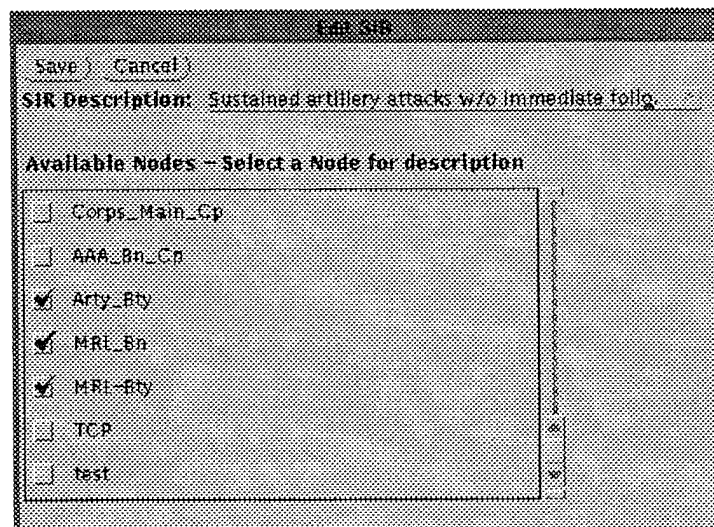 Edit SIR
Save Cancel
SIR Description: Sustained artillery attacks w/o immediate follo.
Available Nodes – Select a Node for description
Corps_Main_Cp
AAA_Bn_Cp
Arty_Bty
MRL_Bn
MRL-Bty
TCP
test